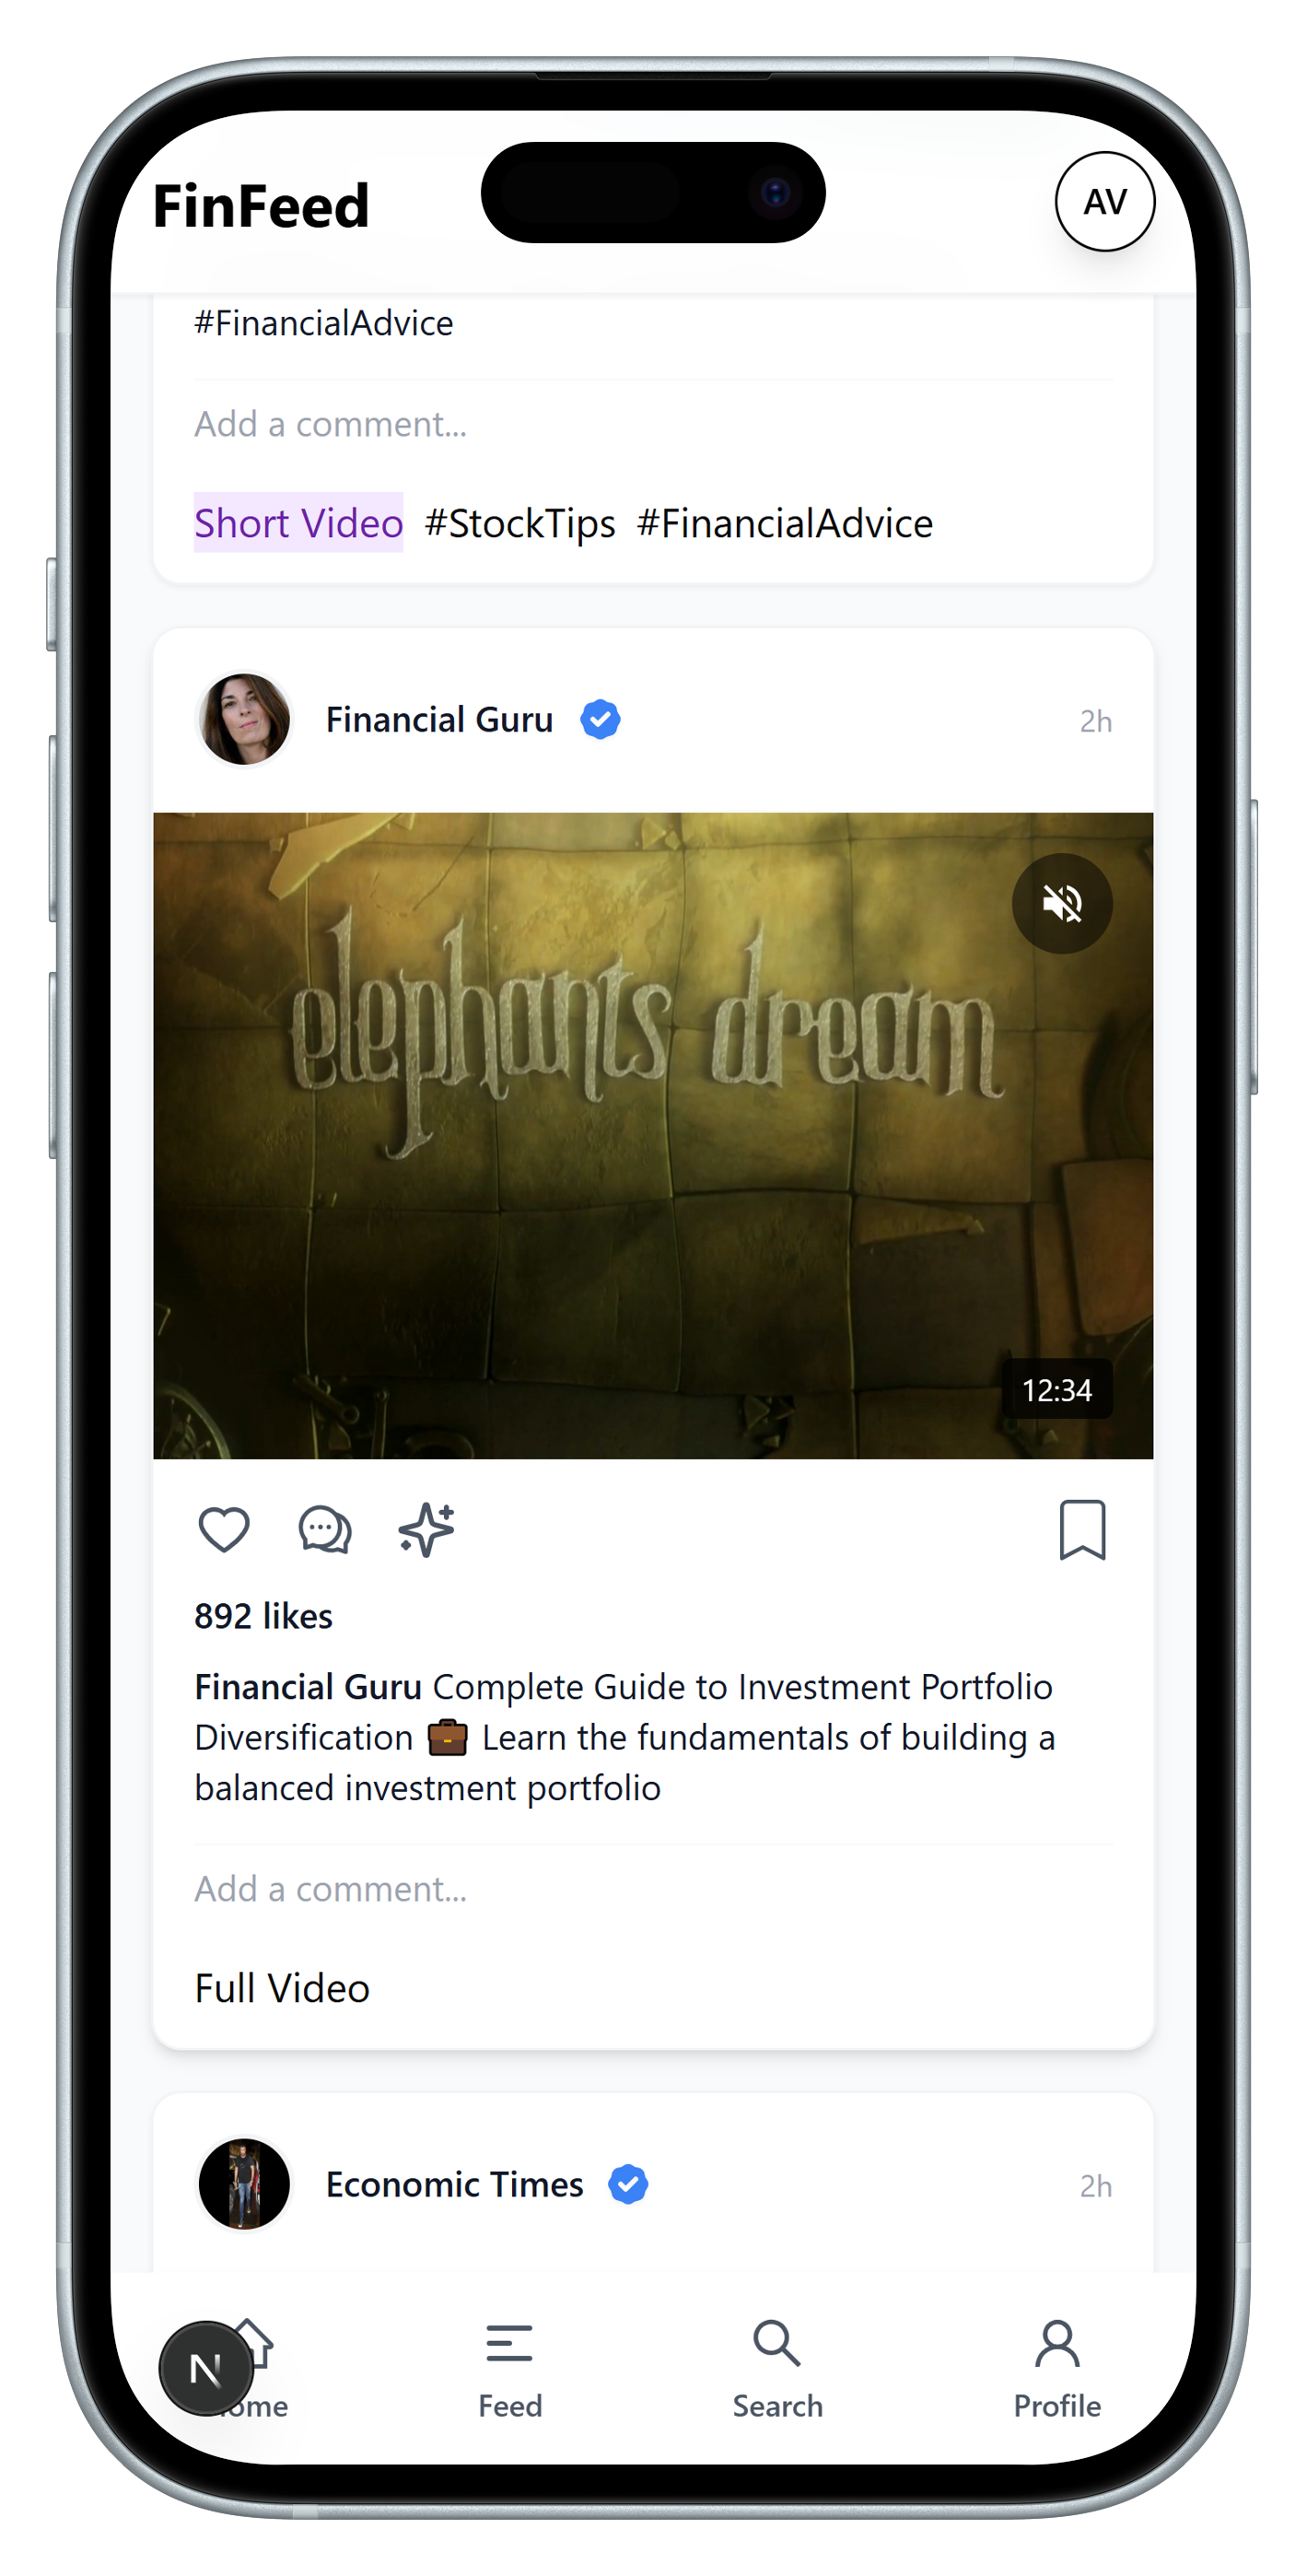 FinFeed
AV
#FinancialAdvice
Add a comment...
Short Video #StockTips #FinancialAdvice
Financial Guru
2h
elephants dream
12:34
892 likes
Financial Guru Complete Guide to Investment Portfolio
Diversification 💼 Learn the fundamentals of building a
balanced investment portfolio
Add a comment...
Full Video
Economic Times
2h
N
ome
Feed
Search
Profile